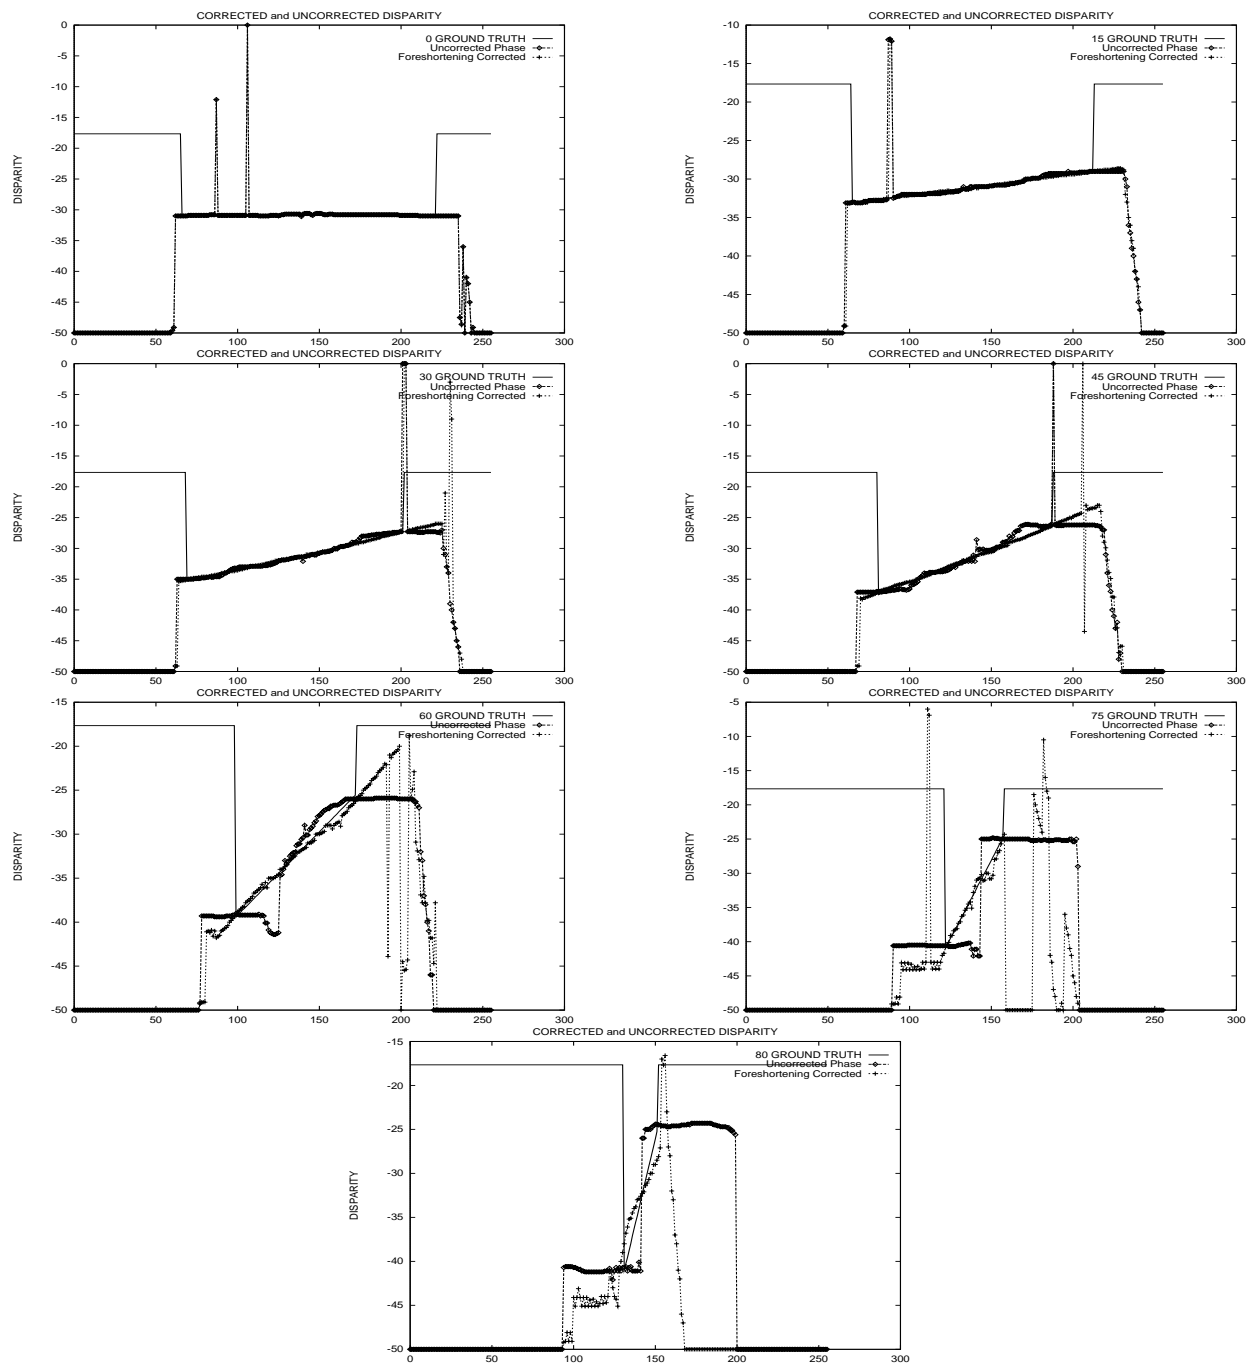 CORRECTED and UNCORRECTED DISPARITY
0 GROUND TRUTH
Uncorrected Phase
Foreshortening Corrected
DISPARITY
0
-5
-10
-15
-20
-25
-30
-35
-40
-45
-50
0 50 100 150 200 250 300
CORRECTED and UNCORRECTED DISPARITY
15 GROUND TRUTH
Uncorrected Phase
Foreshortening Corrected
DISPARITY
-10
-15
-20
-25
-30
-35
-40
-45
-50
0 50 100 150 200 250 300
CORRECTED and UNCORRECTED DISPARITY
30 GROUND TRUTH
Uncorrected Phase
Foreshortening Corrected
DISPARITY
0
-5
-10
-15
-20
-25
-30
-35
-40
-45
-50
0 50 100 150 200 250 300
CORRECTED and UNCORRECTED DISPARITY
45 GROUND TRUTH
Uncorrected Phase
Foreshortening Corrected
DISPARITY
0
-5
-10
-15
-20
-25
-30
-35
-40
-45
-50
0 50 100 150 200 250 300
CORRECTED and UNCORRECTED DISPARITY
60 GROUND TRUTH
Uncorrected Phase
Foreshortening Corrected
DISPARITY
-15
-20
-25
-30
-35
-40
-45
-50
0 50 100 150 200 250 300
CORRECTED and UNCORRECTED DISPARITY
75 GROUND TRUTH
Uncorrected Phase
Foreshortening Corrected
DISPARITY
-5
-10
-15
-20
-25
-30
-35
-40
-45
-50
0 50 100 150 200 250 300
CORRECTED and UNCORRECTED DISPARITY
80 GROUND TRUTH
Uncorrected Phase
Foreshortening Corrected
DISPARITY
-15
-20
-25
-30
-35
-40
-45
-50
0 50 100 150 200 250 300